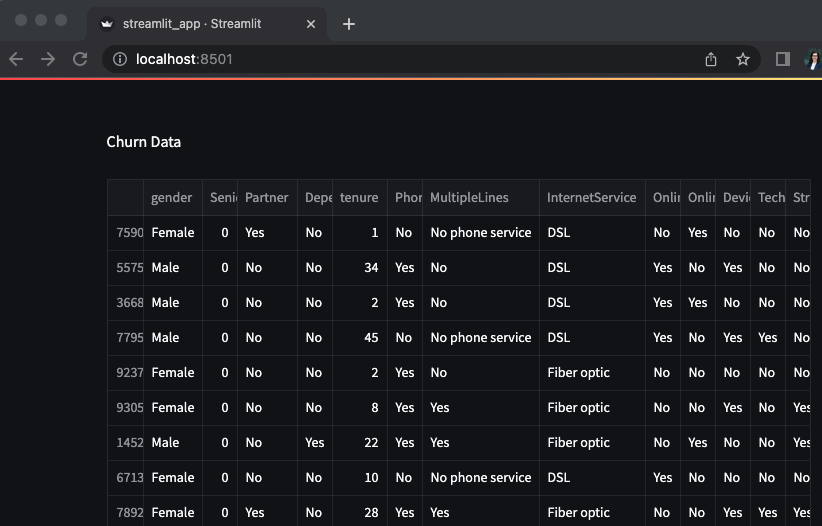 streamlit_app · Streamlit
localhost:8501
Churn Data
gender Seni Partner Depe tenure Phor MultipleLines InternetService Onlin Onlin Devi Tech Str
7590 Female 0 Yes No 1 No No phone service DSL No Yes No No No
5575 Male 0 No No 34 Yes No DSL Yes No Yes No No
3668 Male 0 No No 2 Yes No DSL Yes Yes No No No
7795 Male 0 No No 45 No No phone service DSL Yes No Yes Yes No
9237 Female 0 No No 2 Yes No Fiber optic No No No No No
9305 Female 0 No No 8 Yes Yes Fiber optic No No Yes No Yes
1452 Male 0 No Yes 22 Yes Yes Fiber optic No Yes No No Yes
6713 Female 0 No No 10 No No phone service DSL Yes No No No No
7892 Female 0 Yes No 28 Yes Yes Fiber optic No No Yes Yes Yes